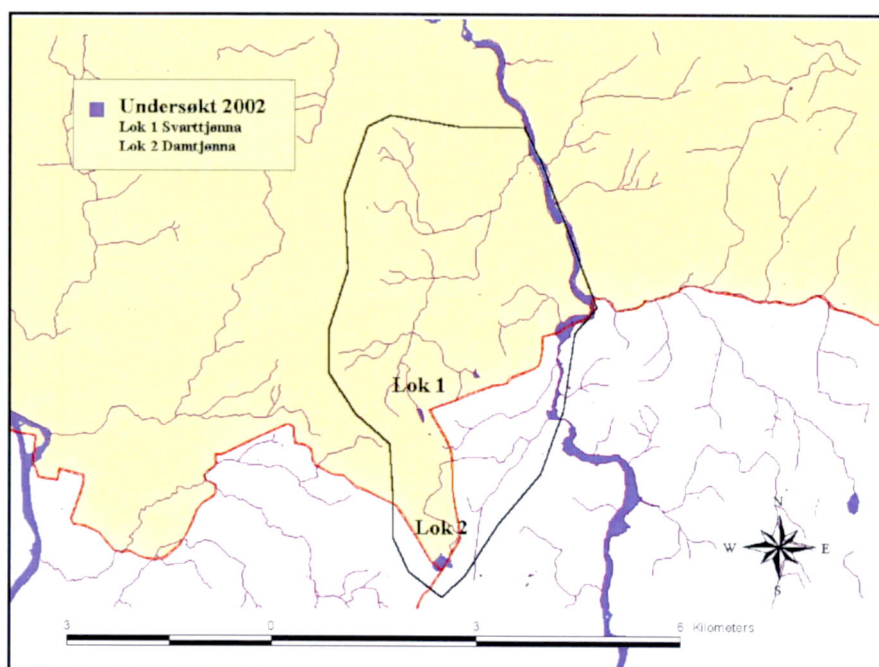 Undersøkt 2002
Lok 1 Svarttjønna
Lok 2 Damtjønna
Lok 1
Lok 2
N
W E
S
3 0 3 6 Kilometers